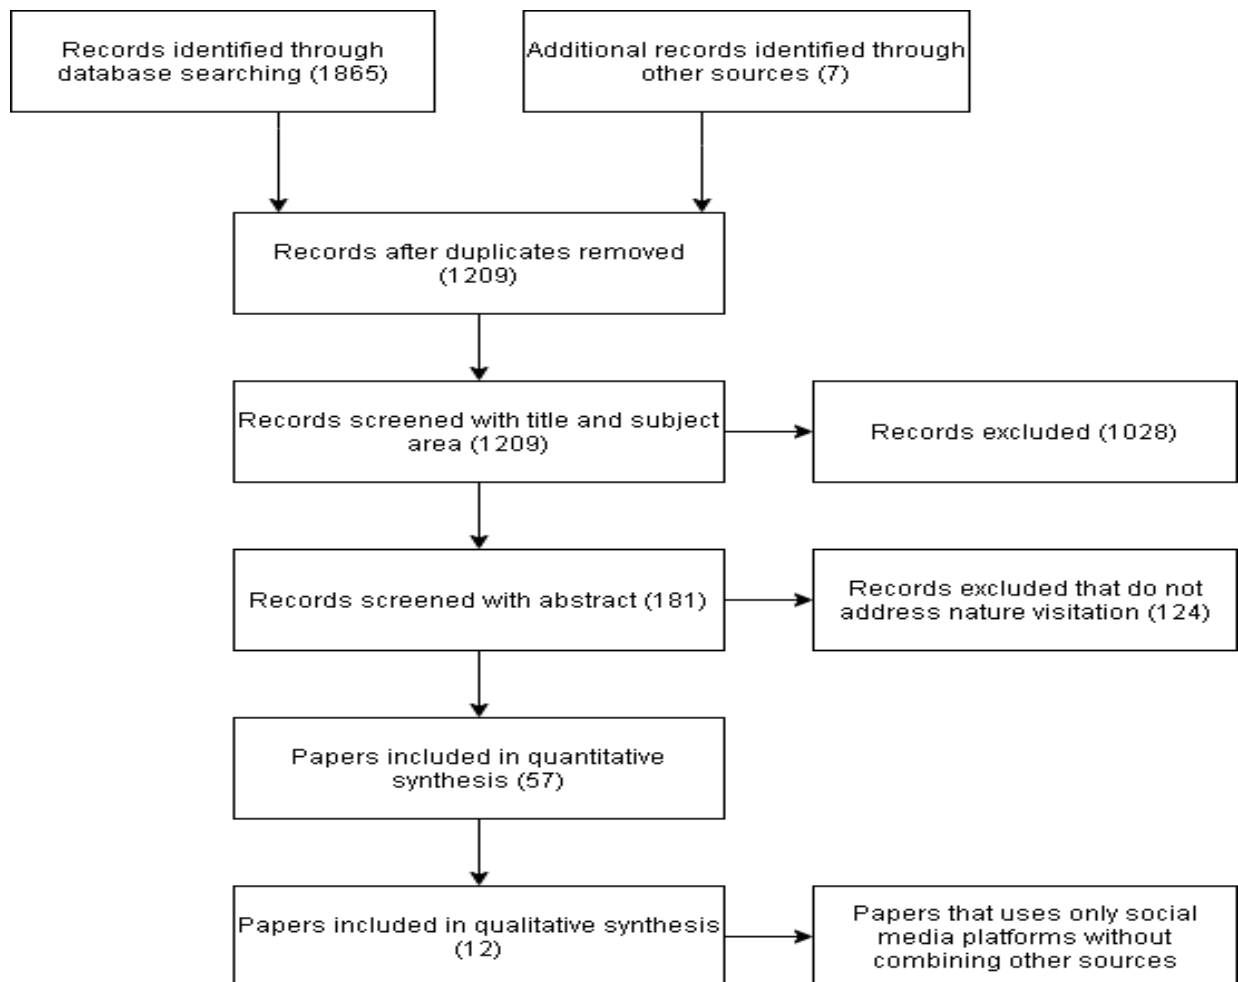 Records identified through
database searching (1865)
Additional records identified through
other sources (7)
Records after duplicates removed
(1209)
Records screened with title and subject
area (1209)
Records excluded (1028)
Records screened with abstract (181)
Records excluded that do not
address nature visitation (124)
Papers included in quantitative
synthesis (57)
Papers included in qualitative synthesis
(12)
Papers that uses only social
media platforms without
combining other sources